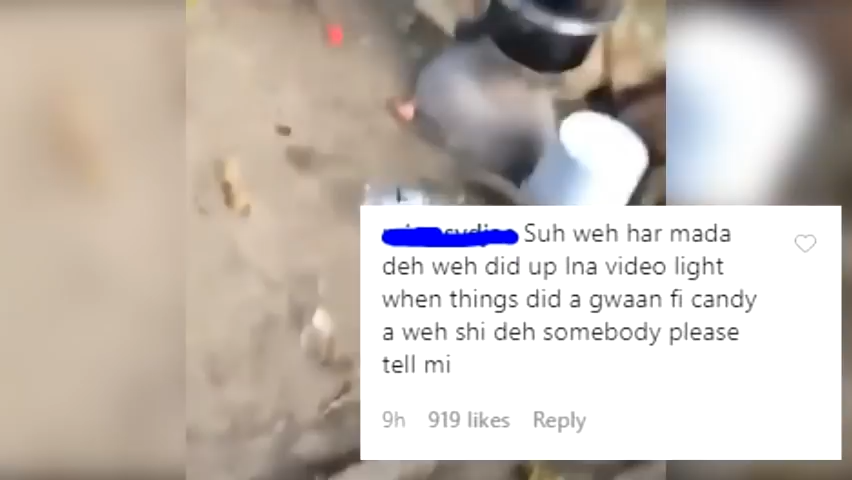 Suh weh har mada
deh weh did up Ina video light
when things did a gwaan fi candy
a weh shi deh somebody please
tell mi
9h 919 likes Reply